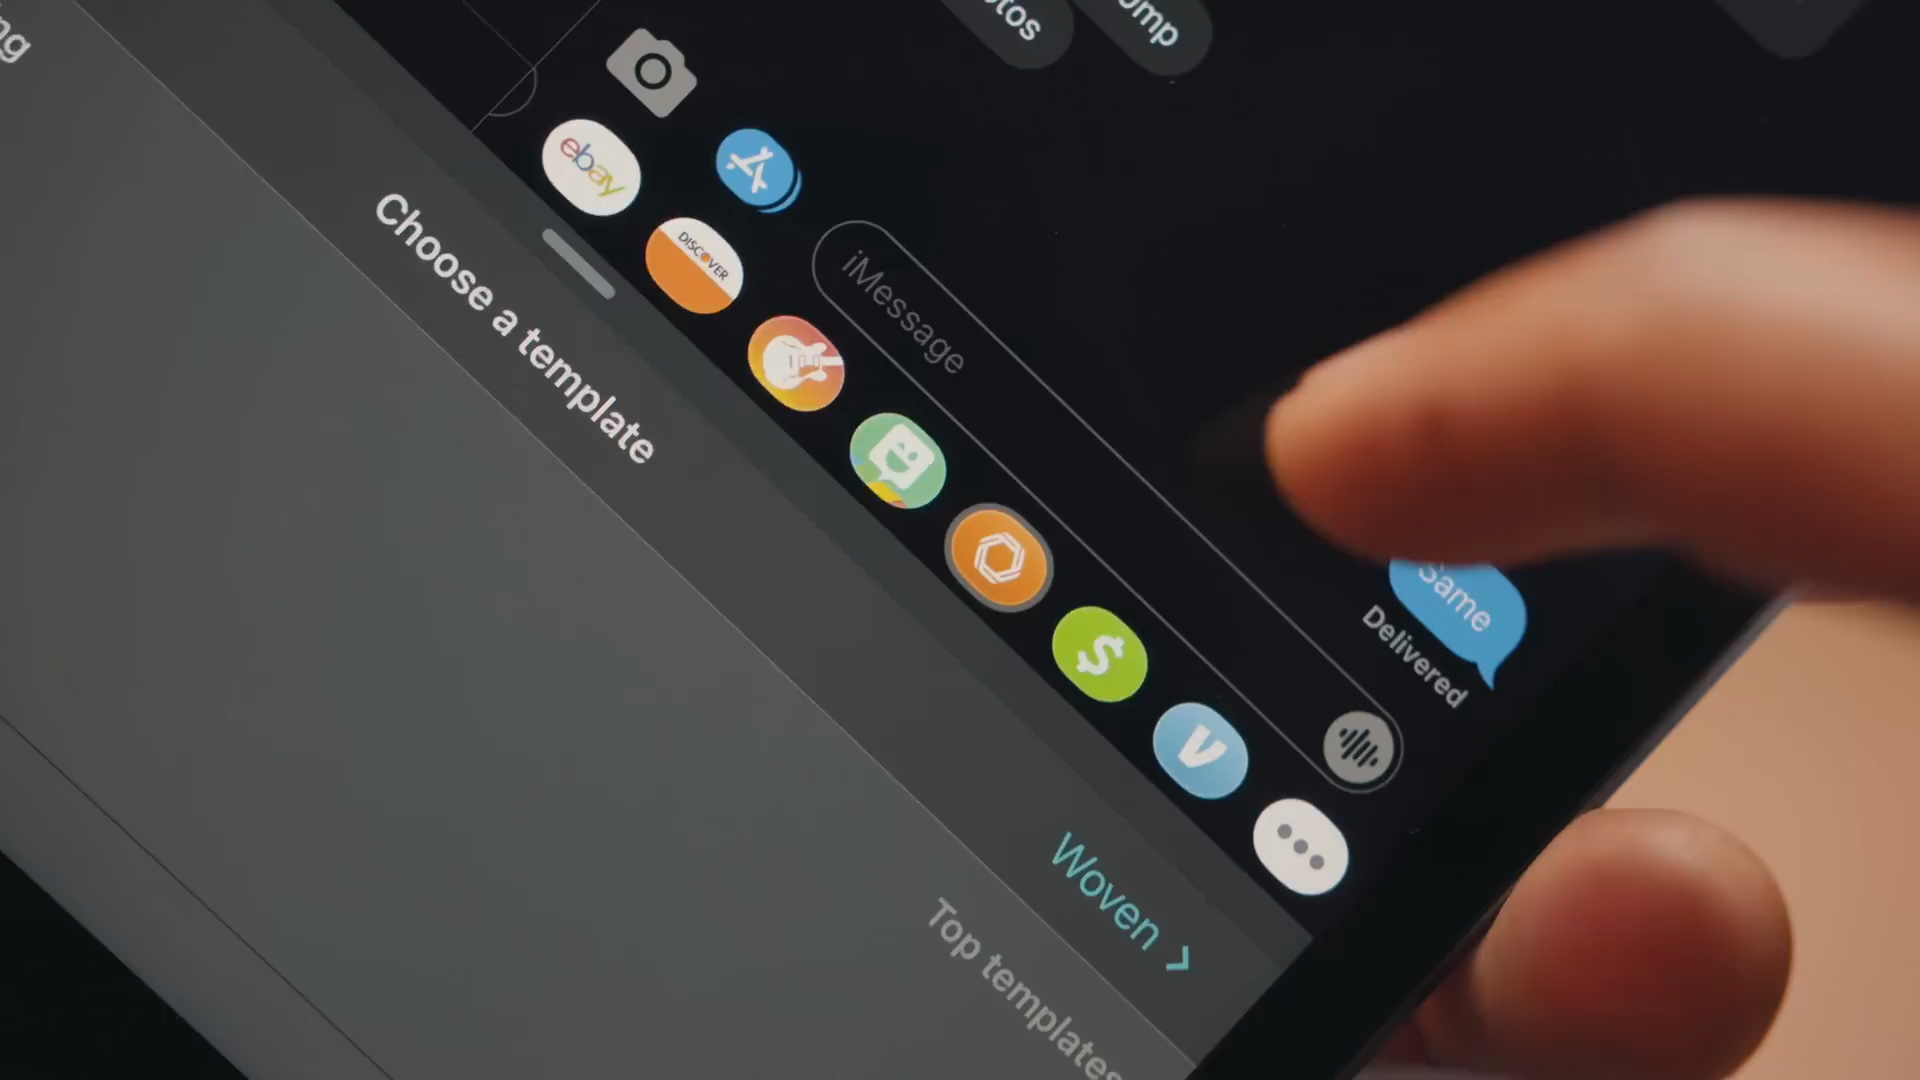 Same
Delivered
iMessage
ebay
DISCOVER
$
Choose a template
Woven
Top templates